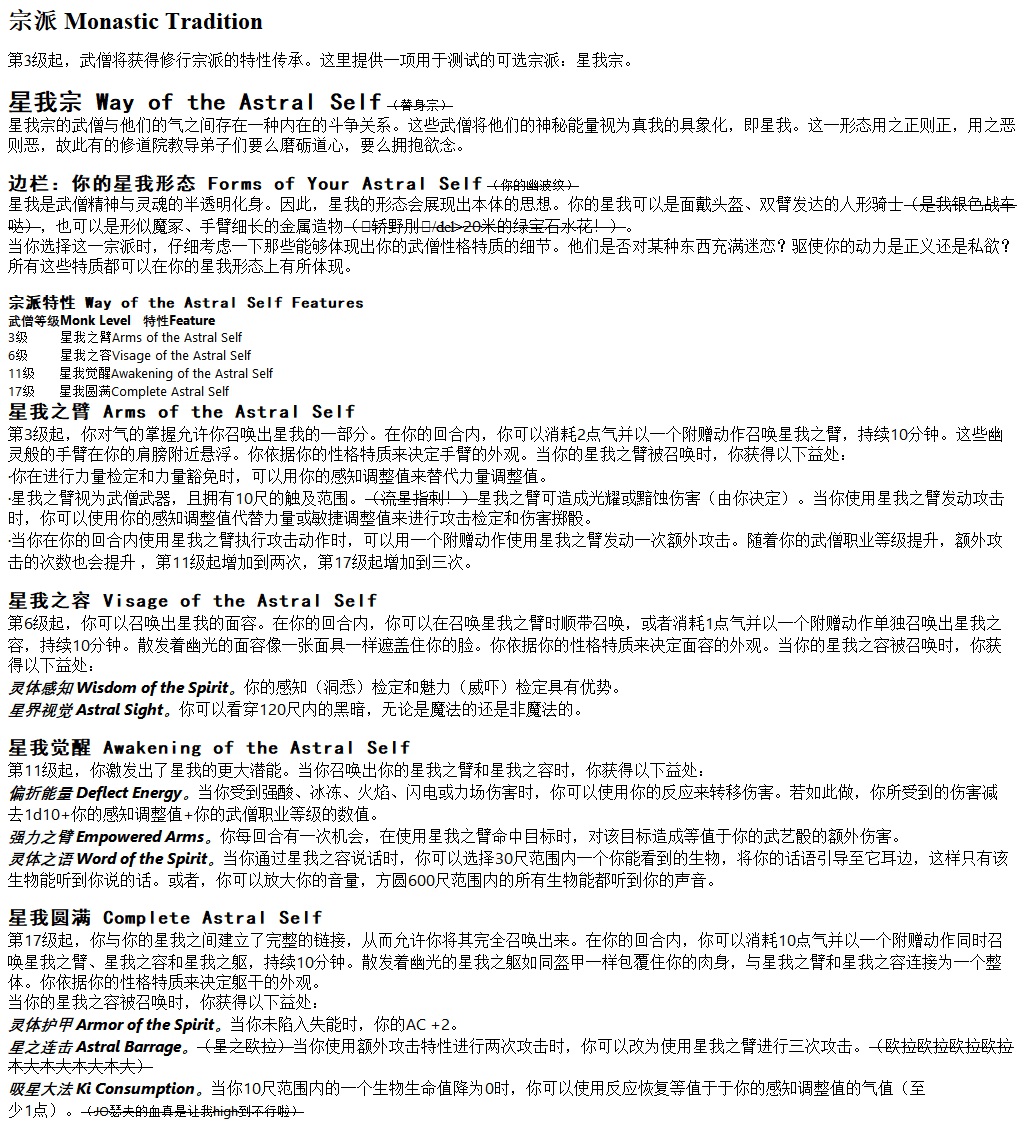 宗派 Monastic Tradition
第3级起，武僧将获得修行宗派的特性传承。这里提供一项用于测试的可选宗派：星我宗。
星我宗 Way of the Astral Self（替身宗）
星我宗的武僧与他们的气之间存在一种内在的斗争关系。这些武僧将他们的神秘能量视为真我的具象化，即星我。这一形态用之正则正，用之恶
则恶，故此有的修道院教导弟子们要么磨砺道心，要么拥抱欲念。
边栏：你的星我形态 Forms of Your Astral Self（你的幽波纹）
星我是武僧精神与灵魂的半透明化身。因此，星我的形态会展现出本体的思想。你的星我可以是面戴头盔、双臂发达的人形骑士（是我银色战车
哒），也可以是形似魔冢、手臂细长的金属造物（轿野刖/del>20米的绿宝石水花！）。
当你选择这一宗派时，仔细考虑一下那些能够体现出你的武僧性格特质的细节。他们是否对某种东西充满迷恋？驱使你的动力是正义还是私欲？
所有这些特质都可以在你的星我形态上有所体现。
宗派特性 Way of the Astral Self Features
武僧等级Monk Level 特性Feature
3级 星我之臂Arms of the Astral Self
6级 星我之容Visage of the Astral Self
11级 星我觉醒Awakening of the Astral Self
17级 星我圆满Complete Astral Self
星我之臂 Arms of the Astral Self
第3级起，你对气的掌握允许你召唤出星我的一部分。在你的回合内，你可以消耗2点气并以一个附赠动作召唤星我之臂，持续10分钟。这些幽
灵般的手臂在你的肩膀附近悬浮。你依据你的性格特质来决定手臂的外观。当你的星我之臂被召唤时，你获得以下益处：
·你在进行力量检定和力量豁免时，可以用你的感知调整值来替代力量调整值。
·星我之臂视为武僧武器，且拥有10尺的触及范围。（流星指刺！）星我之臂可造成光耀或黯蚀伤害（由你决定）。当你使用星我之臂发动攻击
时，你可以使用你的感知调整值代替力量或敏捷调整值来进行攻击检定和伤害掷骰。
·当你在你的回合内使用星我之臂执行攻击动作时，可以用一个附赠动作使用星我之臂发动一次额外攻击。随着你的武僧职业等级提升，额外攻
击的次数也会提升 ，第11级起增加到两次，第17级起增加到三次。
星我之容 Visage of the Astral Self
第6级起，你可以召唤出星我的面容。在你的回合内，你可以在召唤星我之臂时顺带召唤，或者消耗1点气并以一个附赠动作单独召唤出星我之
容，持续10分钟。散发着幽光的面容像一张面具一样遮盖住你的脸。你依据你的性格特质来决定面容的外观。当你的星我之容被召唤时，你获
得以下益处：
灵体感知 Wisdom of the Spirit。你的感知（洞悉）检定和魅力（威吓）检定具有优势。
星界视觉 Astral Sight。你可以看穿120尺内的黑暗，无论是魔法的还是非魔法的。
星我觉醒 Awakening of the Astral Self
第11级起，你激发出了星我的更大潜能。当你召唤出你的星我之臂和星我之容时，你获得以下益处：
偏折能量 Deflect Energy。当你受到强酸、冰冻、火焰、闪电或力场伤害时，你可以使用你的反应来转移伤害。若如此做，你所受到的伤害减
去1d10+你的感知调整值+你的武僧职业等级的数值。
强力之臂 Empowered Arms。你每回合有一次机会，在使用星我之臂命中目标时，对该目标造成等值于你的武艺骰的额外伤害。
灵体之语 Word of the Spirit。当你通过星我之容说话时，你可以选择30尺范围内一个你能看到的生物，将你的话语引导至它耳边，这样只有该
生物能听到你说的话。或者，你可以放大你的音量，方圆600尺范围内的所有生物能都听到你的声音。
星我圆满 Complete Astral Self
第17级起，你与你的星我之间建立了完整的链接，从而允许你将其完全召唤出来。在你的回合内，你可以消耗10点气并以一个附赠动作同时召
唤星我之臂、星我之容和星我之躯，持续10分钟。散发着幽光的星我之躯如同盔甲一样包覆住你的肉身，与星我之臂和星我之容连接为一个整
体。你依据你的性格特质来决定躯干的外观。
当你的星我之容被召唤时，你获得以下益处：
灵体护甲 Armor of the Spirit。当你未陷入失能时，你的AC +2。
星之连击 Astral Barrage。（星之欧拉）当你使用额外攻击特性进行两次攻击时，你可以改为使用星我之臂进行三次攻击。（欧拉欧拉欧拉欧拉
木大木大木大木大）
吸星大法 Ki Consumption。当你10尺范围内的一个生物生命值降为0时，你可以使用反应恢复等值于于你的感知调整值的气值（至
少1点）。（JO瑟夫的血真是让我high到不行啦）